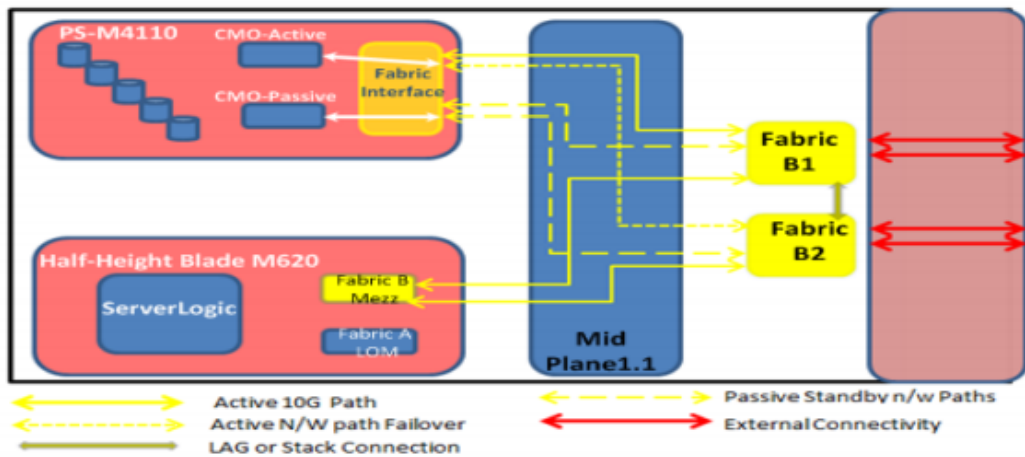 PS-M4110
CMO-Active
Fabric
Interface
CMO-Passive
Fabric
B1
Fabric
B2
Half-Height Blade M620
ServerLogic
Fabric B
Mezz
Fabric A
LOM
Mid
Plane1.1
Active 10G Path
Passive Standby n/w Paths
Active N/W path Failover
External Connectivity
LAG or Stack Connection